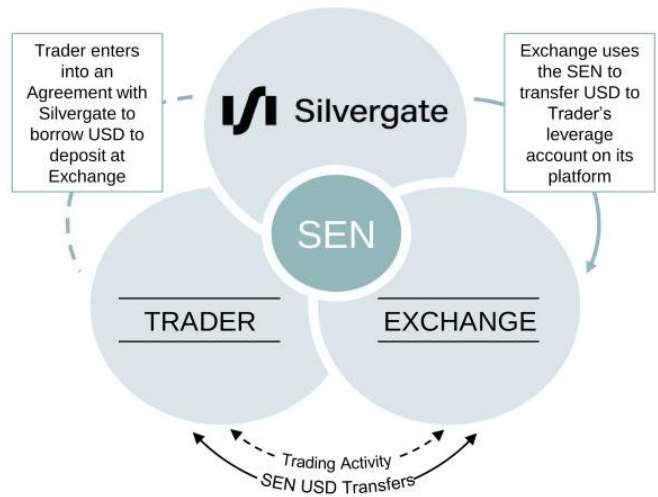 Trader enters
into an
Agreement with
Silvergate to
borrow USD to
deposit at
Exchange
Silvergate
Exchange uses
the SEN to
transfer USD to
Trader's
leverage
account on its
platform
SEN
TRADER
EXCHANGE
Trading Activity
SEN USD Transfers